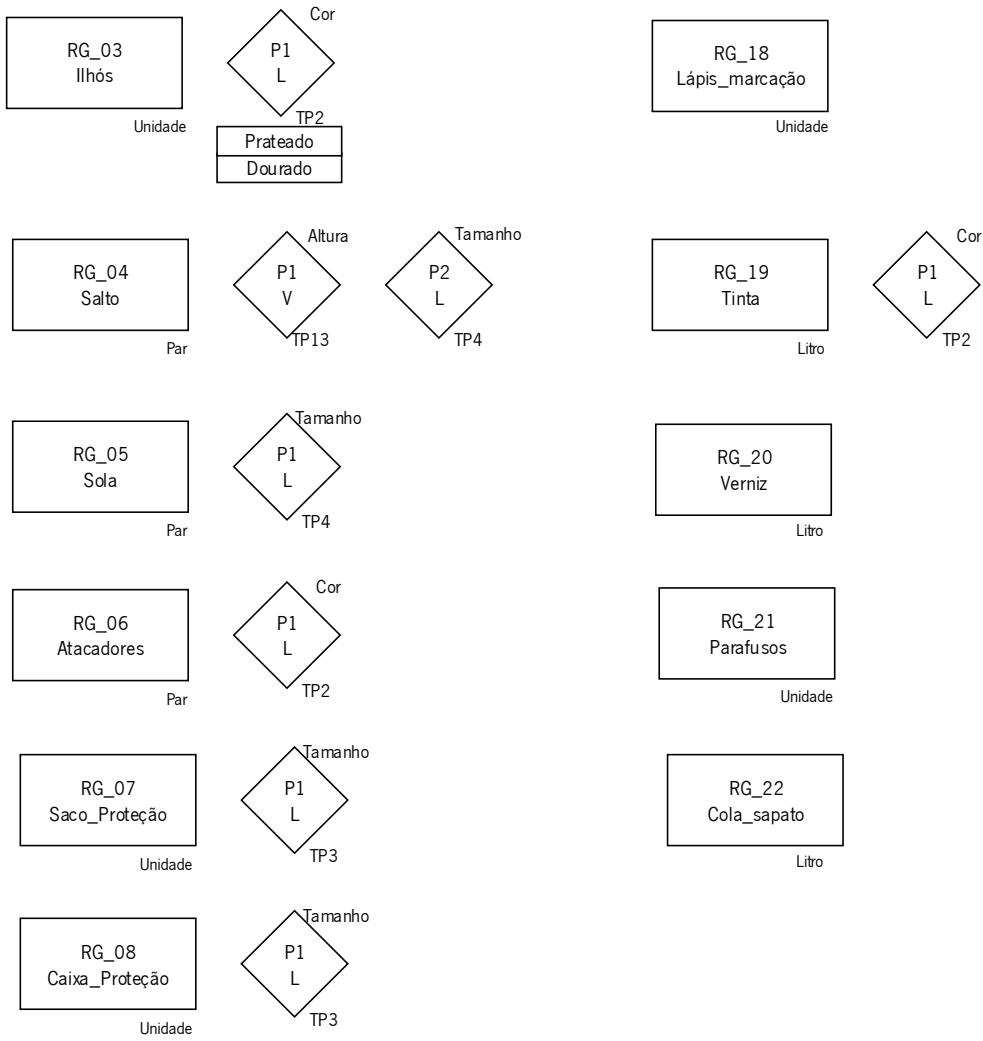 RG_03
Ilhós
Unidade
Cor
P1
L
TP2
Prateado
Dourado
RG_18
Lápis_marcação
Unidade
RG_04
Salto
Par
Altura
P1
V
TP13
Tamanho
P2
L
TP4
RG_19
Tinta
Litro
Cor
P1
L
TP2
RG_05
Sola
Par
Tamanho
P1
L
TP4
RG_20
Verniz
Litro
RG_06
Atacadores
Par
Cor
P1
L
TP2
RG_21
Parafusos
Unidade
RG_07
Saco_Proteção
Unidade
Tamanho
P1
L
TP3
RG_22
Cola_sapato
Litro
RG_08
Caixa_Proteção
Unidade
Tamanho
P1
L
TP3